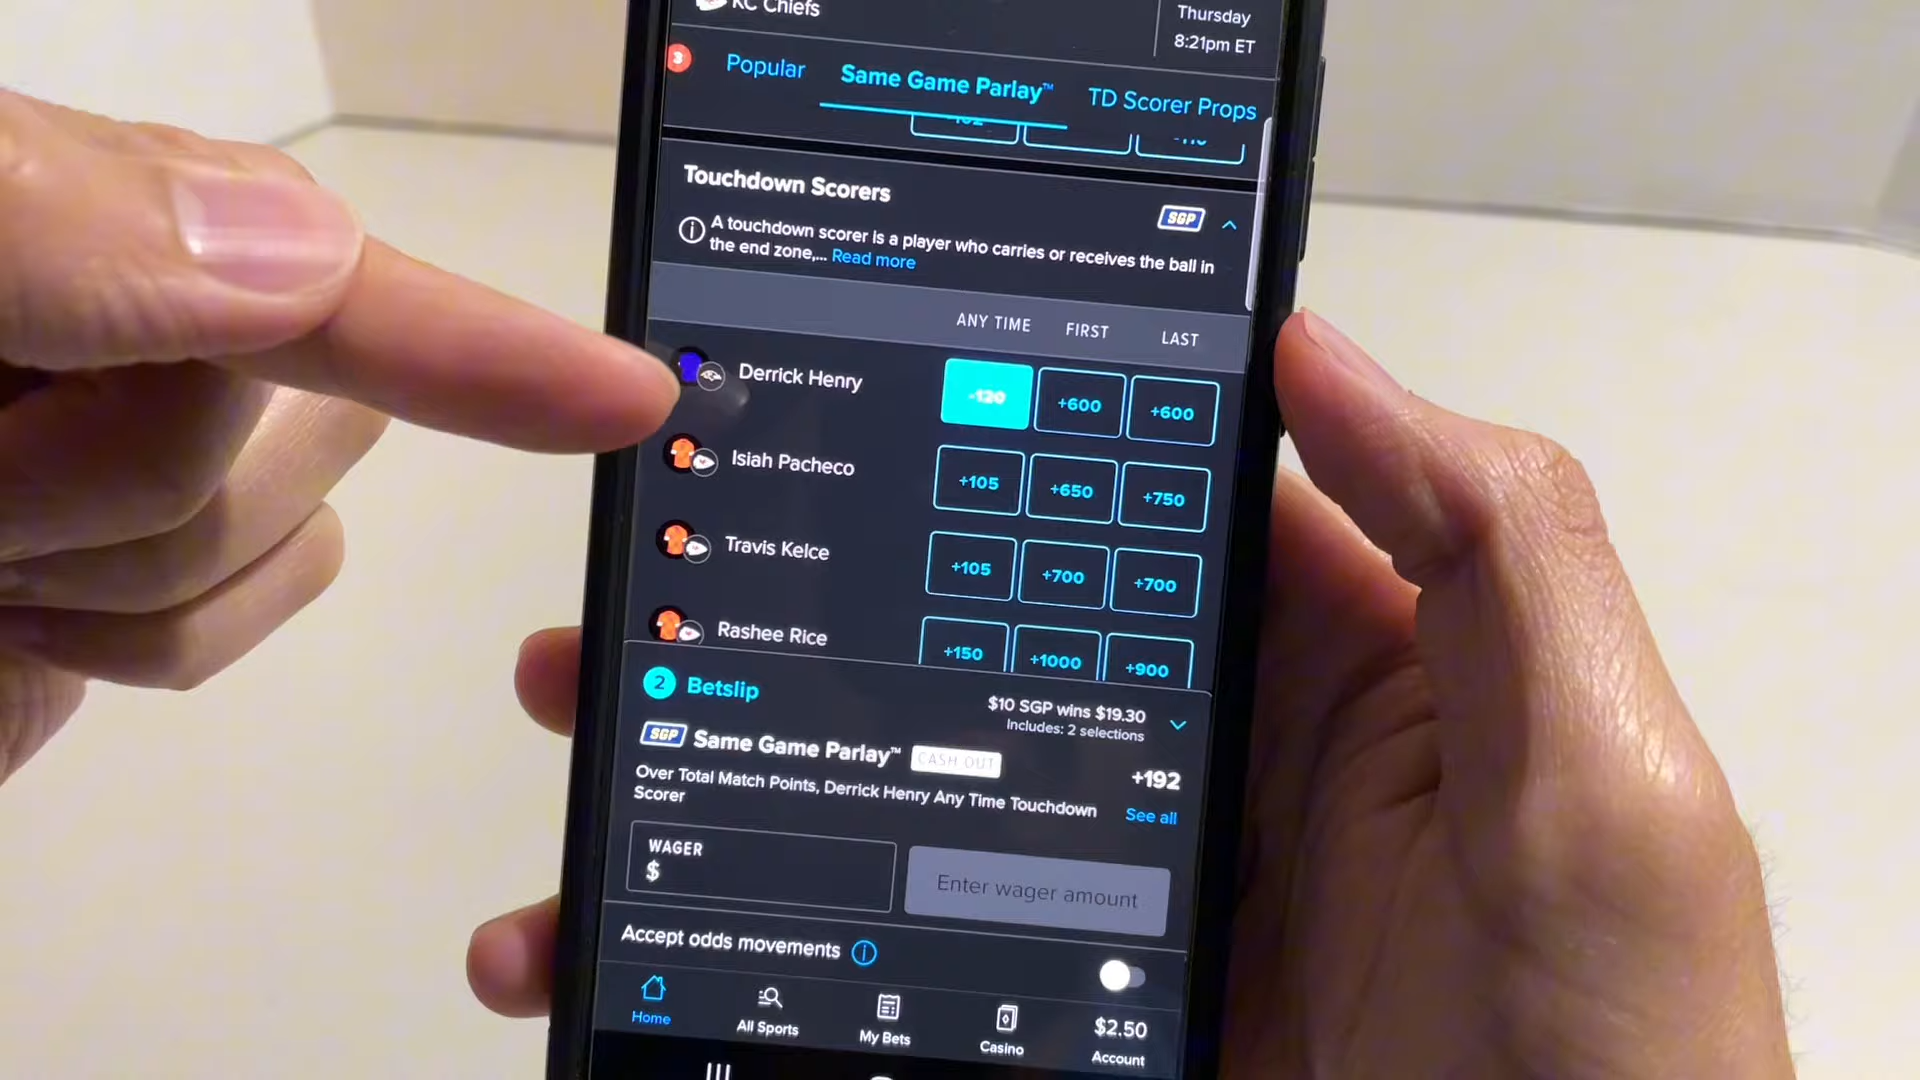 KC Chiefs
Thursday
8:21pm ET
3
Popular
Same Game Parlay™
TD Scorer Props
Touchdown Scorers
SGP
A touchdown scorer is a player who carries or receives the ball in
the end zone,... Read more
ANY TIME
FIRST
LAST
Derrick Henry
-120
+600
+600
Isiah Pacheco
+105
+650
+750
Travis Kelce
+105
+700
+700
Rashee Rice
+150
+1000
+900
2
Betslip
$10 SGP wins $19.30
Includes: 2 selections
SGP
Same Game Parlay™
CASH OUT
+192
Over Total Match Points, Derrick Henry Any Time Touchdown
Scorer
See all
WAGER
$
Enter wager amount
Accept odds movements
Home
All Sports
My Bets
Casino
$2.50
Account